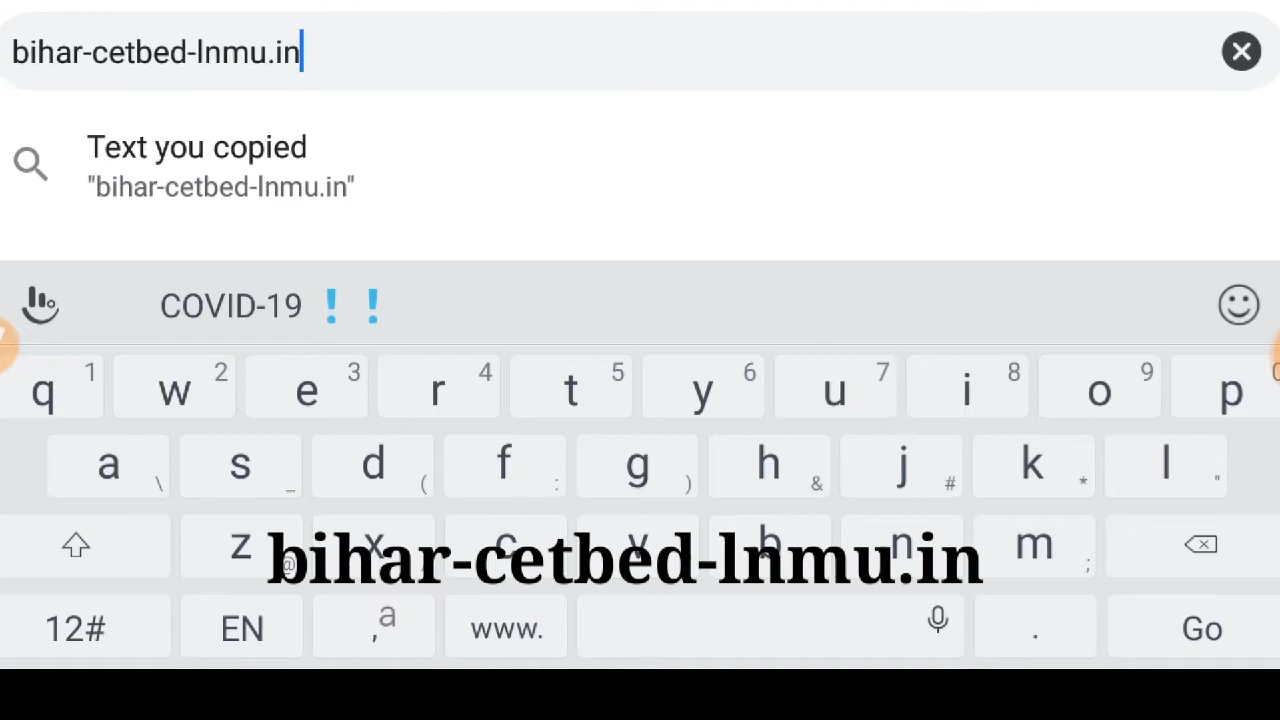 bihar-cetbed-lnmu.in
Text you copied
"bihar-cetbed-lnmu.in"
COVID-19 ❗❗
q 1 w 2 e 3 r 4 t 5 y 6 u 7 i 8 o 9 p 0
a \ s _ d ( f : g ) h & j # k * l "
z @ x c v b n m ;
bihar-cetbed-lnmu.in
12# EN , a www. . Go